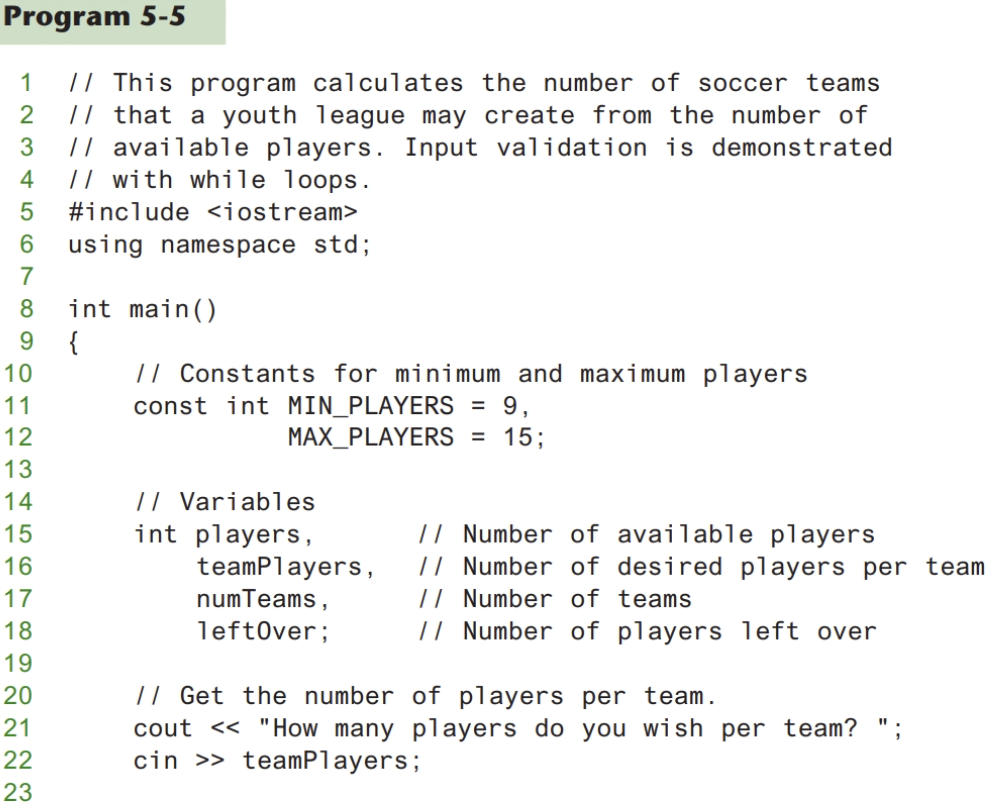 Program 5-5
1 // This program calculates the number of soccer teams
2 // that a youth league may create from the number of
3 // available players. Input validation is demonstrated
4 // with while loops.
5 #include <iostream>
6 using namespace std;
7
8 int main()
9 {
10 // Constants for minimum and maximum players
11 const int MIN_PLAYERS = 9,
12 MAX_PLAYERS = 15;
13
14 // Variables
15 int players, // Number of available players
16 teamPlayers, // Number of desired players per team
17 numTeams, // Number of teams
18 leftOver; // Number of players left over
19
20 // Get the number of players per team.
21 cout << "How many players do you wish per team? ";
22 cin >> teamPlayers;
23